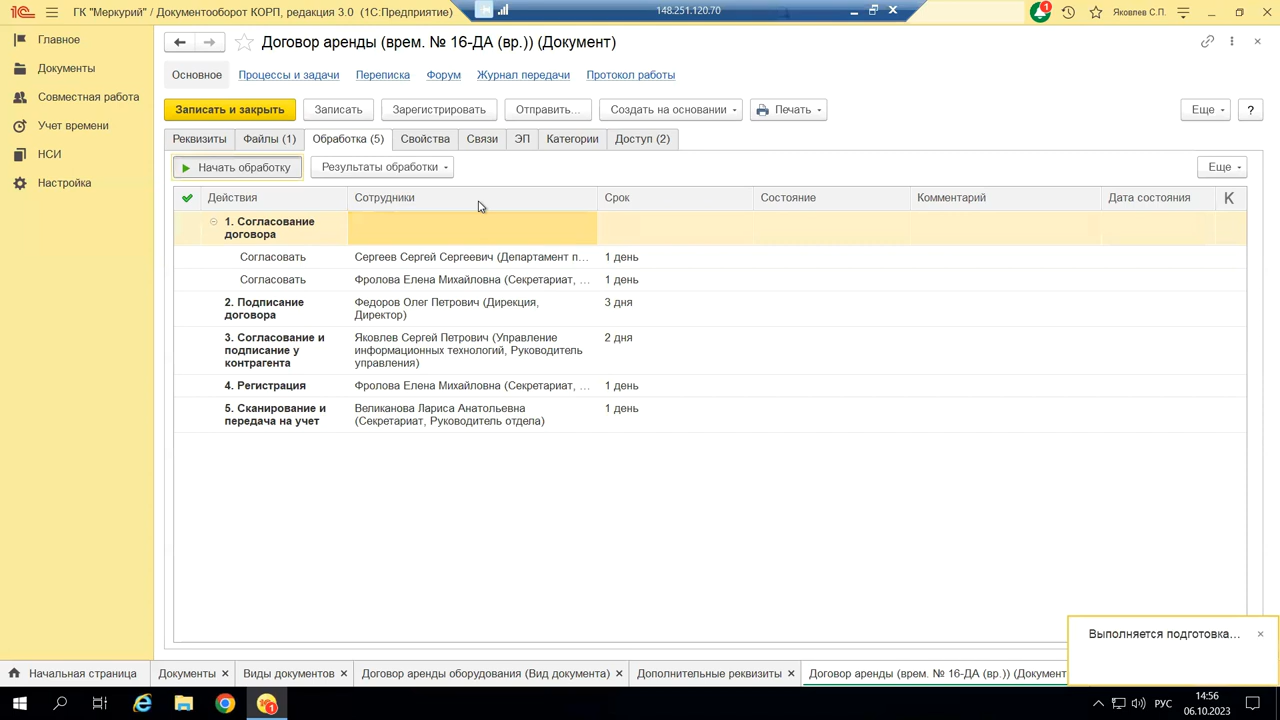 ГК "Меркурий" / Документооборот КОРП, редакция 3.0 (1С:Предприятие)
148.251.120.70
1
Яковлев С.П.
Главное
Документы
Совместная работа
Учет времени
НСИ
Настройка
Договор аренды (врем. № 16-ДА (вр.)) (Документ)
Основное Процессы и задачи Переписка Форум Журнал передачи Протокол работы
Записать и закрыть Записать Зарегистрировать Отправить... Создать на основании Печать Еще ?
Реквизиты Файлы (1) Обработка (5) Свойства Связи ЭП Категории Доступ (2)
Начать обработку Результаты обработки Еще
Действия Сотрудники Срок Состояние Комментарий Дата состояния К
1. Согласование
договора
Согласовать Сергеев Сергей Сергеевич (Департамент п... 1 день
Согласовать Фролова Елена Михайловна (Секретариат, ... 1 день
2. Подписание
договора
Федоров Олег Петрович (Дирекция,
Директор)
3 дня
3. Согласование и
подписание у
контрагента
Яковлев Сергей Петрович (Управление
информационных технологий, Руководитель
управления)
2 дня
4. Регистрация Фролова Елена Михайловна (Секретариат, ... 1 день
5. Сканирование и
передача на учет
Великанова Лариса Анатольевна
(Секретариат, Руководитель отдела)
1 день
Выполняется подготовка...
Начальная страница Документы Виды документов Договор аренды оборудования (Вид документа) Дополнительные реквизиты Договор аренды (врем. № 16-ДА (вр.)) (Документ
1
РУС
14:56
06.10.2023